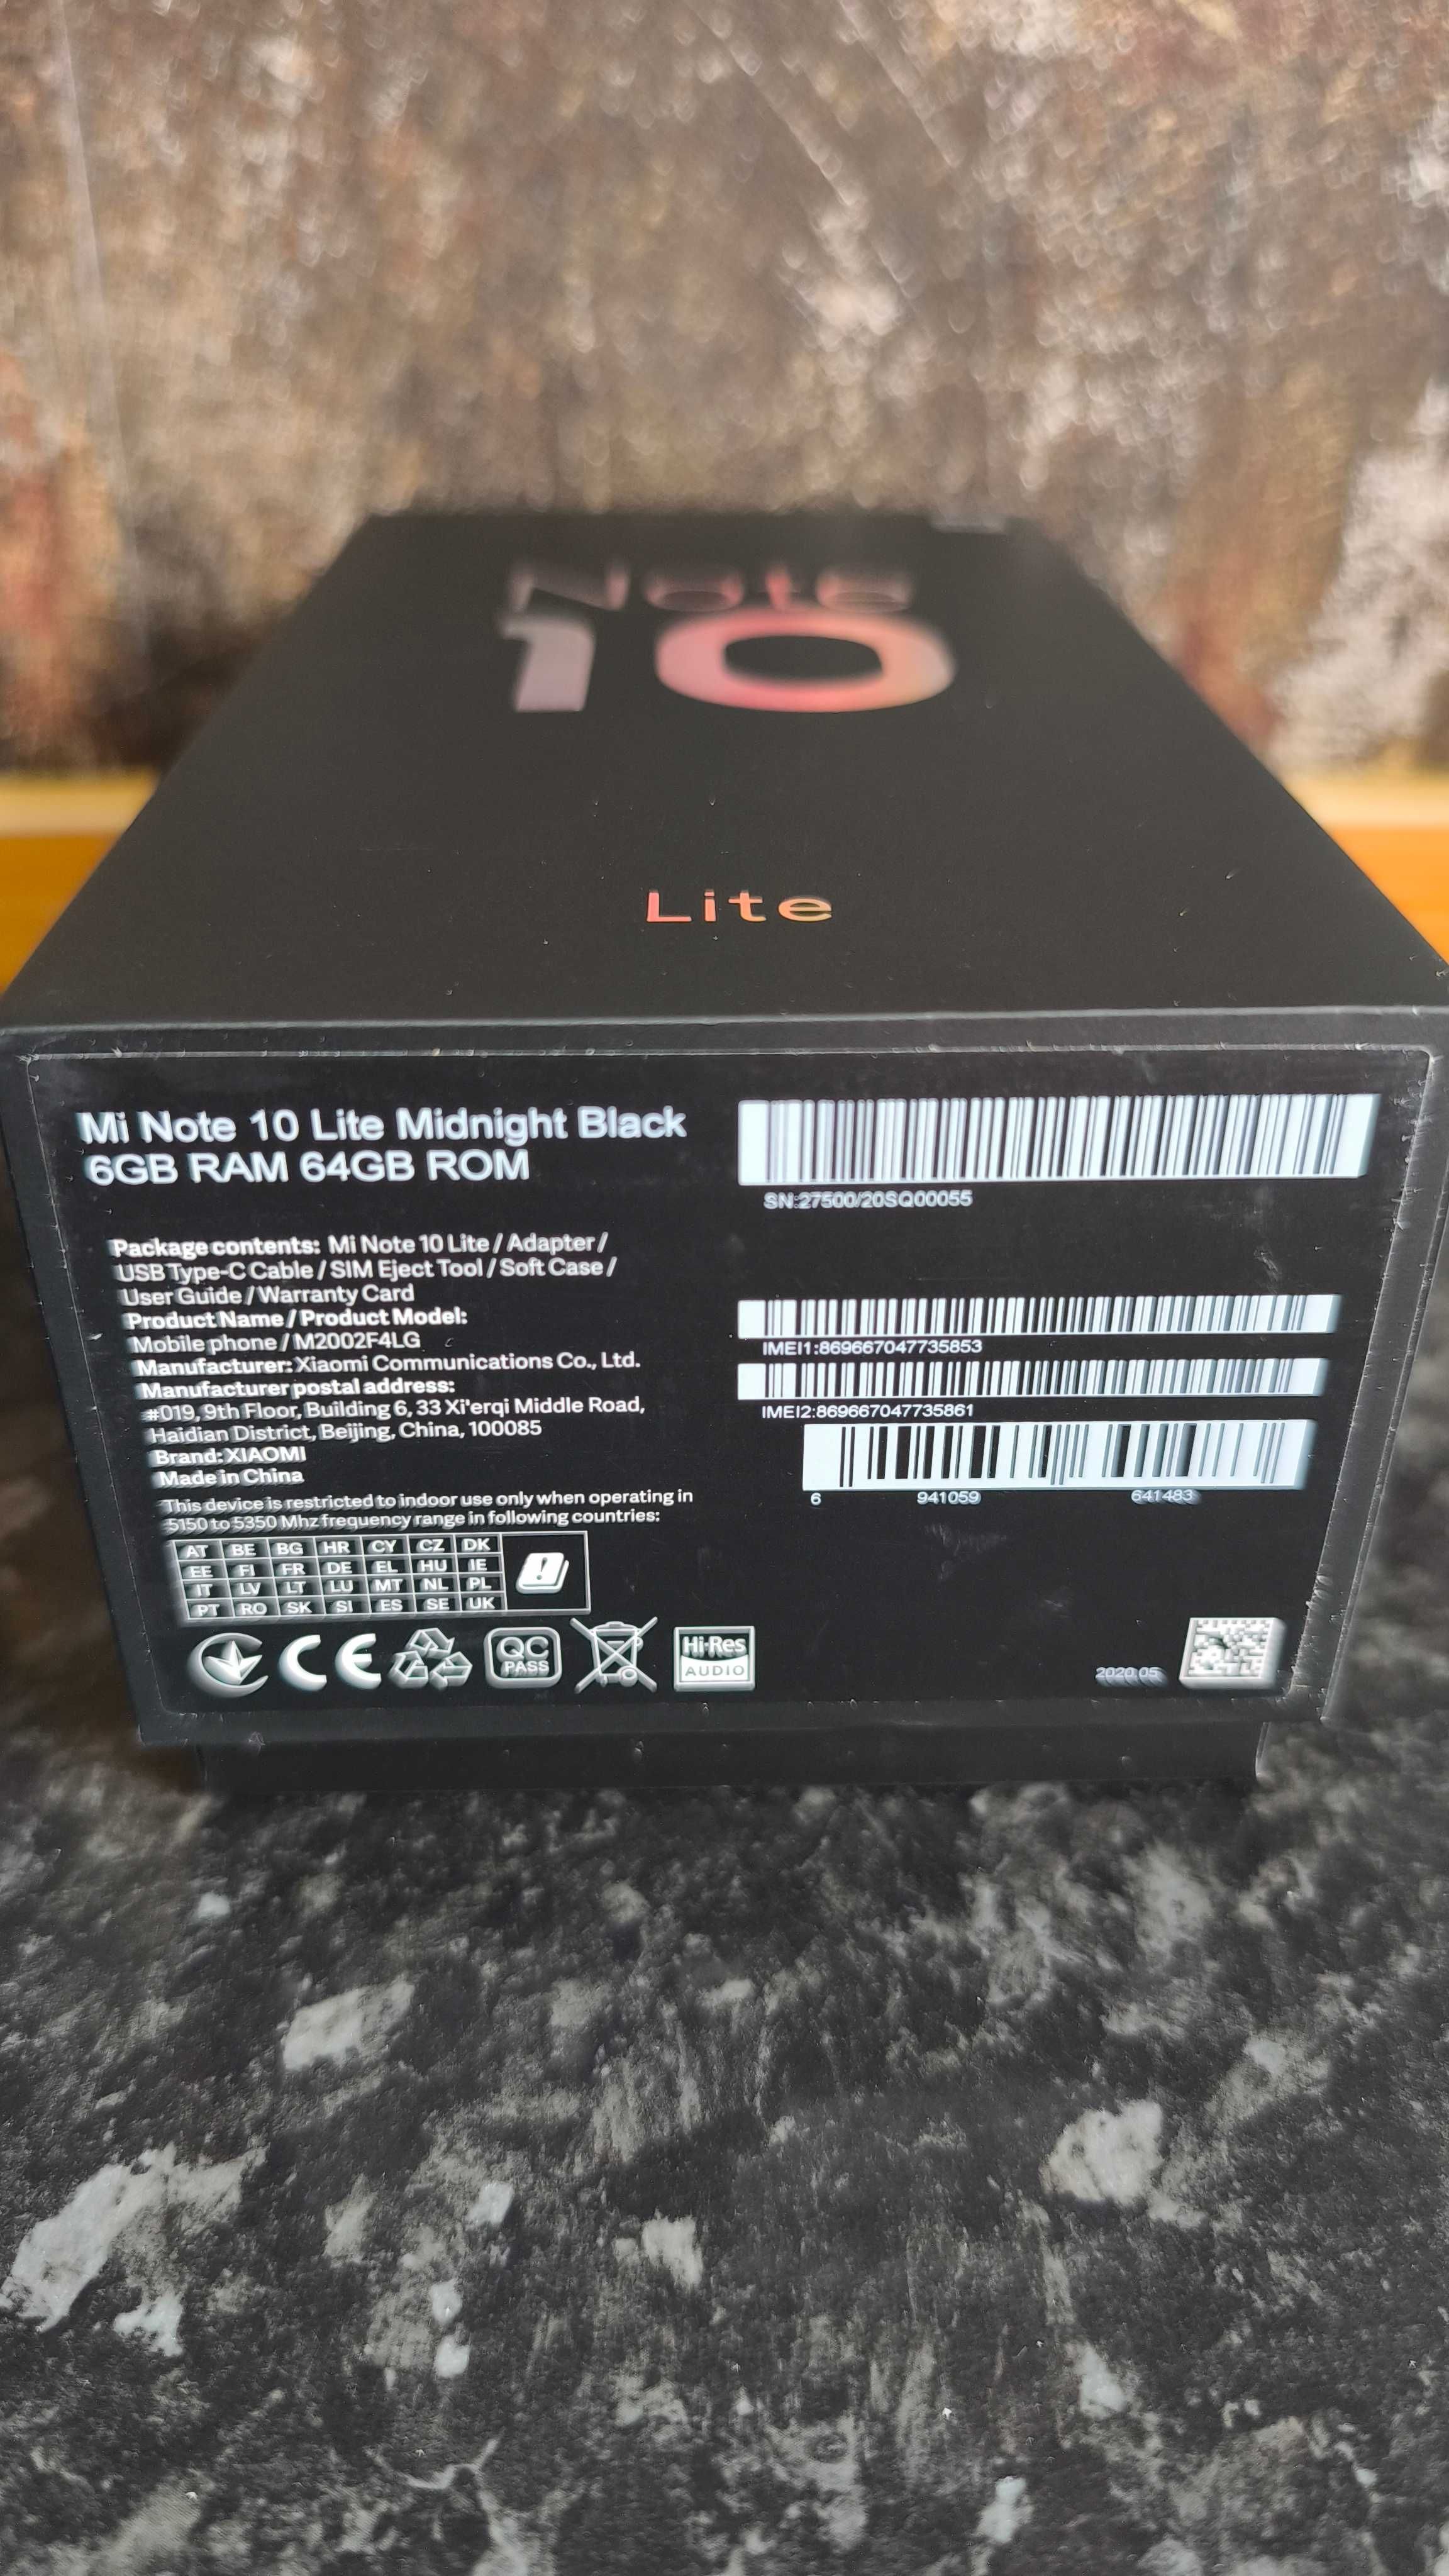 Note
10
Lite
Mi Note 10 Lite Midnight Black
6GB RAM 64GB ROM
Package contents: Mi Note 10 Lite / Adapter /
USB Type-C Cable / SIM Eject Tool / Soft Case /
User Guide / Warranty Card
Product Name / Product Model:
Mobile phone / M2002F4LG
Manufacturer: Xiaomi Communications Co., Ltd.
Manufacturer postal address:
#019, 9th Floor, Building 6, 33 Xi'erqi Middle Road,
Haidian District, Beijing, China, 100085
Brand: XIAOMI
Made in China
This device is restricted to indoor use only when operating in
5150 to 5350 Mhz frequency range in following countries:
AT BE BG HR CY CZ DK
EE FI FR DE EL HU IE
IT LV LT LU MT NL PL
PT RO SK SI ES SE UK
CE
QC
PASS
Hi-Res
AUDIO
SN:27500/20SQ00055
IMEI1:869667047735853
IMEI2:869667047735861
6 941059 641483
2020.05